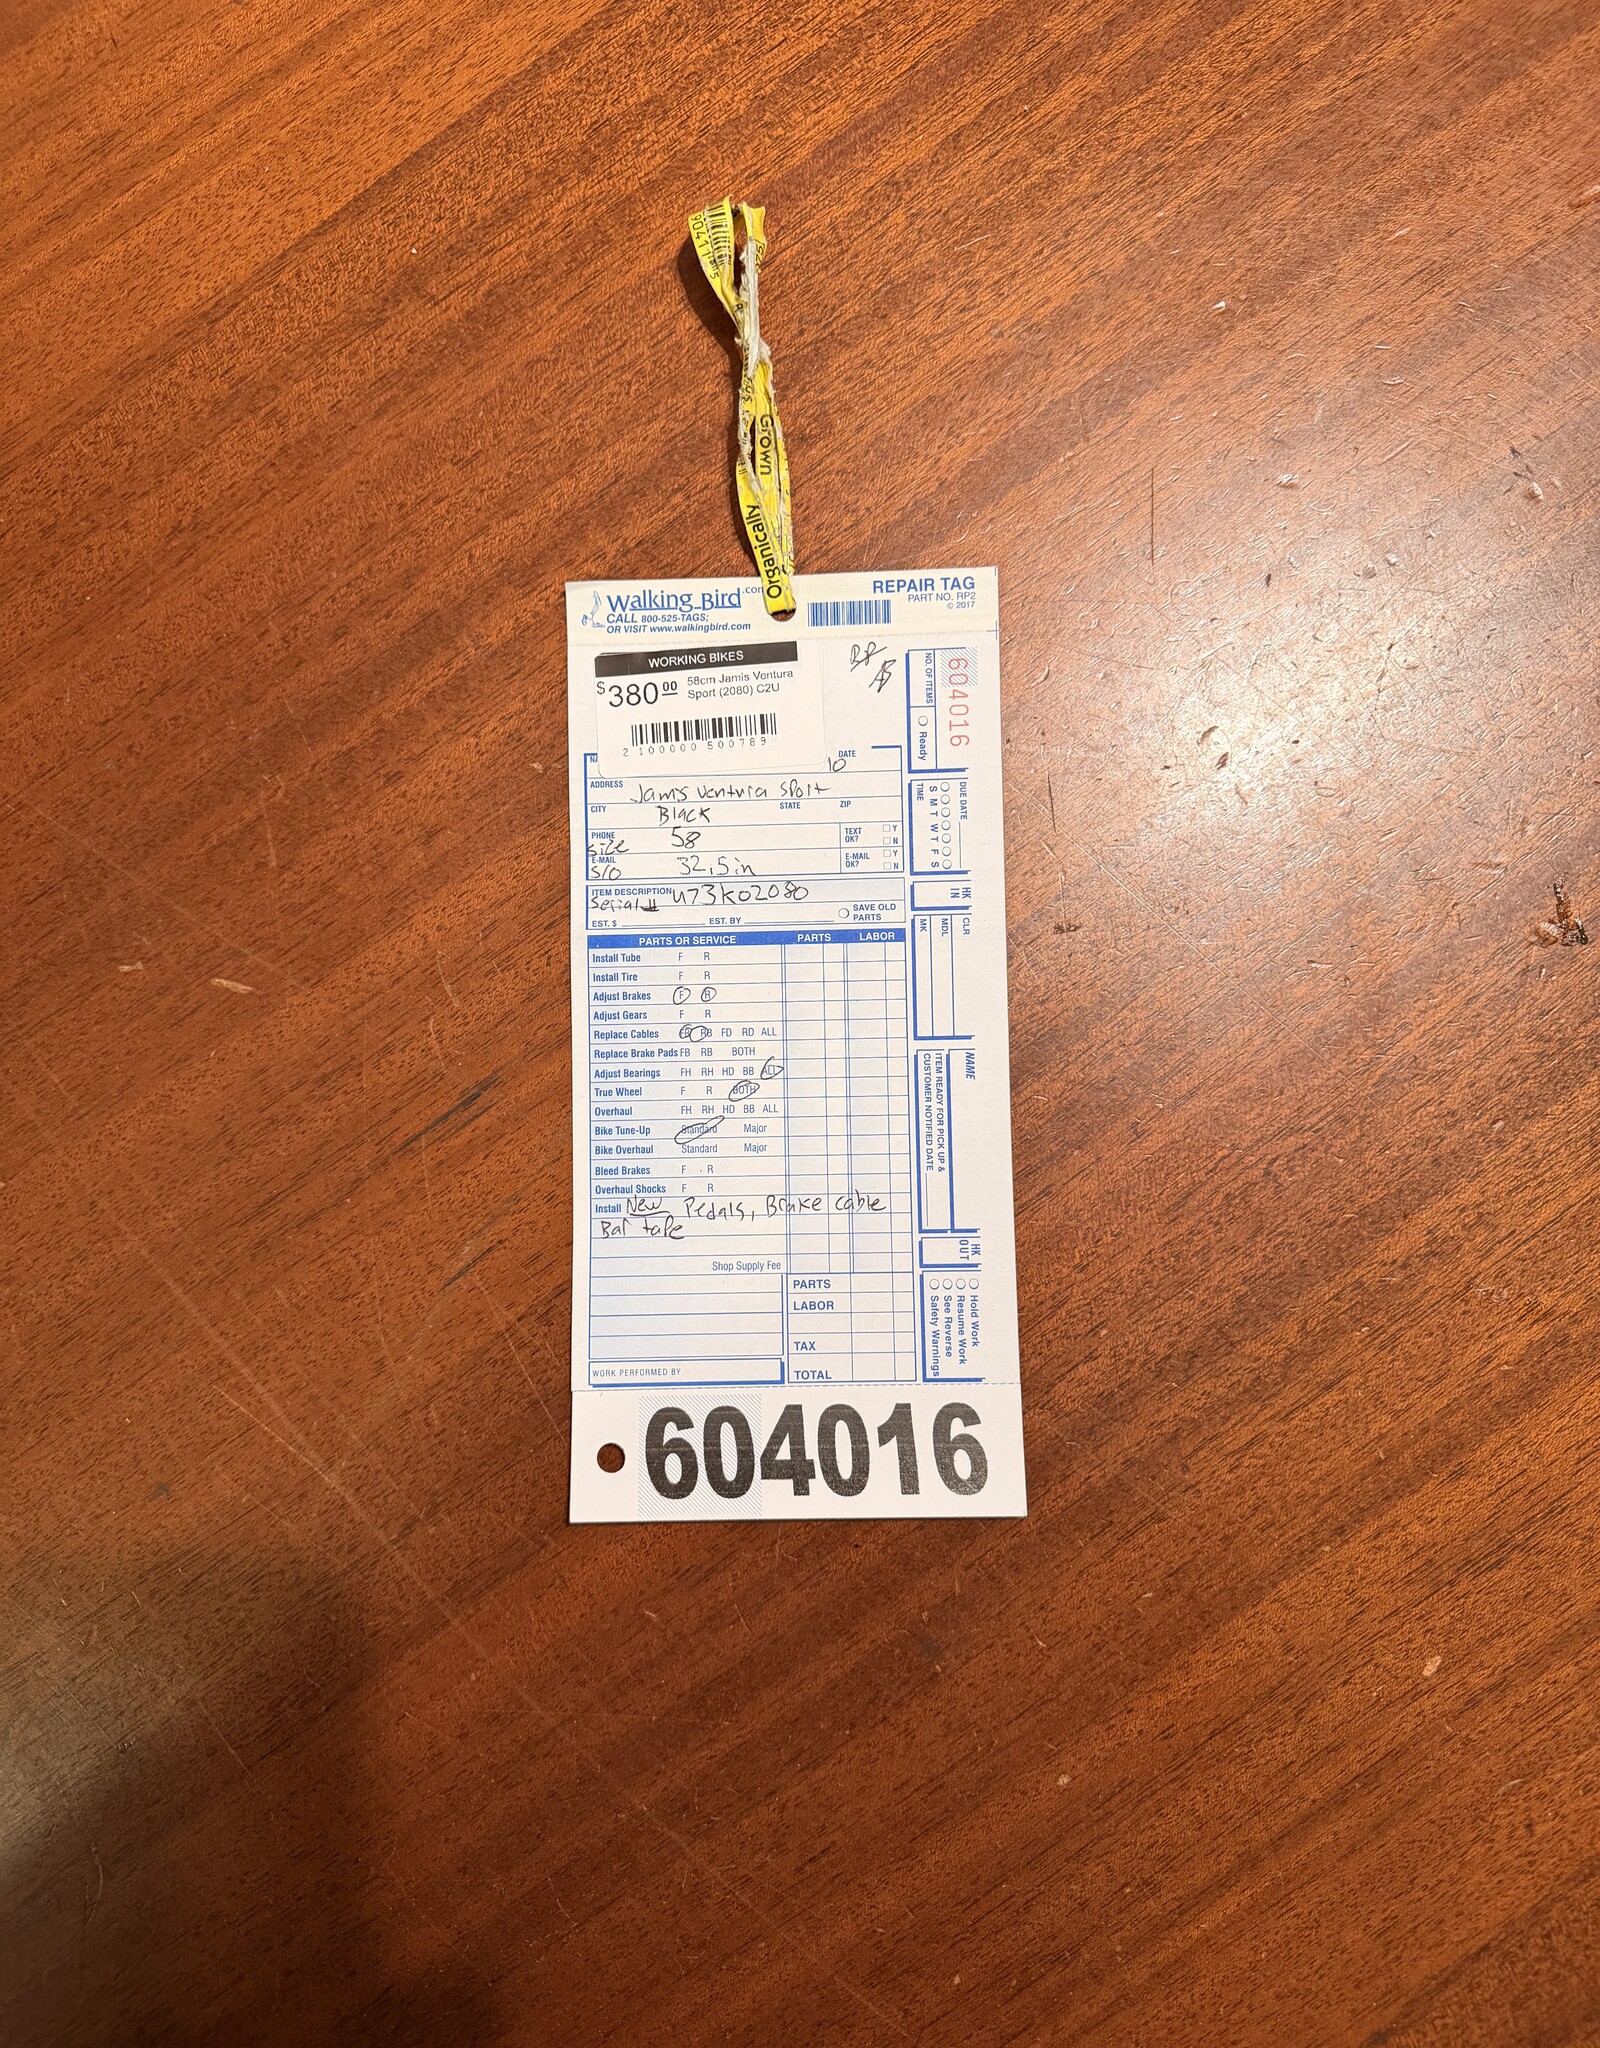 Organically
Grown
Walking Bird.com
CALL 800-525-TAGS;
OR VISIT www.walkingbird.com
REPAIR TAG
PART NO. RP2
© 2017
WORKING BIKES
$380.00 58cm Jamis Ventura
Sport (2080) C2U
2 100000 500789
DATE
10
ADDRESS Jamis Ventura Sport
CITY Black STATE ZIP
PHONE
size 58 TEXT OK? Y N
E-MAIL
S/O 32.5in E-MAIL OK? Y N
ITEM DESCRIPTION
Serial # U73K02080
SAVE OLD PARTS
EST. $ EST. BY
PARTS OR SERVICE PARTS LABOR
Install Tube F R
Install Tire F R
Adjust Brakes F R
Adjust Gears F R
Replace Cables FB RB FD RD ALL
Replace Brake Pads FB RB BOTH
Adjust Bearings FH RH HD BB ALL
True Wheel F R BOTH
Overhaul FH RH HD BB ALL
Bike Tune-Up Standard Major
Bike Overhaul Standard Major
Bleed Brakes F R
Overhaul Shocks F R
Install New Pedals, Brake cable
Bar tape
Shop Supply Fee
PARTS
LABOR
TAX
TOTAL
WORK PERFORMED BY
604016
NO. OF ITEMS
Ready
DUE DATE
S M T W T F S
TIME
HK IN
CLR
MDL
MK
NAME
ITEM READY FOR PICK UP &
CUSTOMER NOTIFIED DATE
HK OUT
Hold Work
Resume Work
See Reverse
Safety Warnings
604016